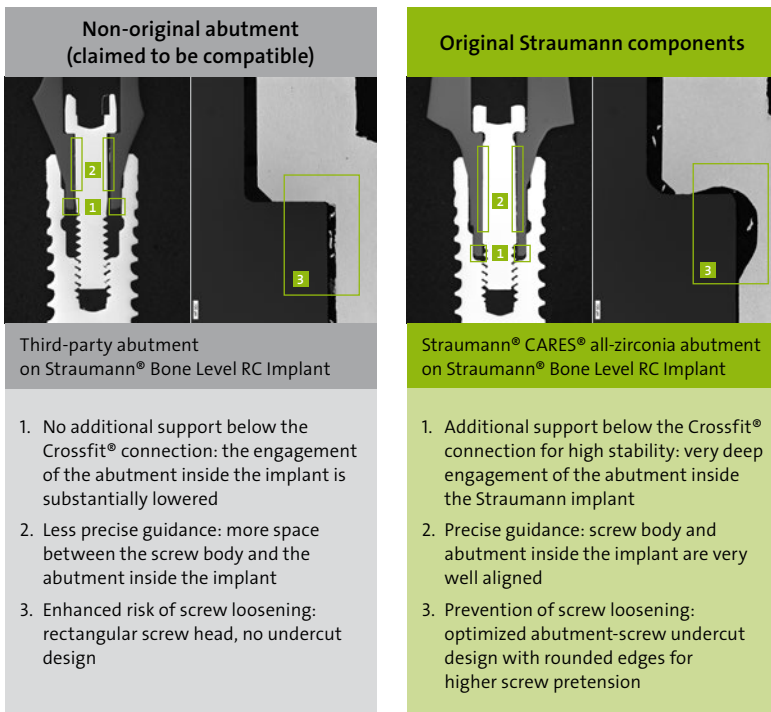 Non-original abutment
(claimed to be compatible)
2
1
3
Third-party abutment
on Straumann® Bone Level RC Implant
1. No additional support below the
Crossfit® connection: the engagement
of the abutment inside the implant is
substantially lowered
2. Less precise guidance: more space
between the screw body and the
abutment inside the implant
3. Enhanced risk of screw loosening:
rectangular screw head, no undercut
design
Original Straumann components
2
1
3
Straumann® CARES® all-zirconia abutment
on Straumann® Bone Level RC Implant
1. Additional support below the Crossfit®
connection for high stability: very deep
engagement of the abutment inside
the Straumann implant
2. Precise guidance: screw body and
abutment inside the implant are very
well aligned
3. Prevention of screw loosening:
optimized abutment-screw undercut
design with rounded edges for
higher screw pretension